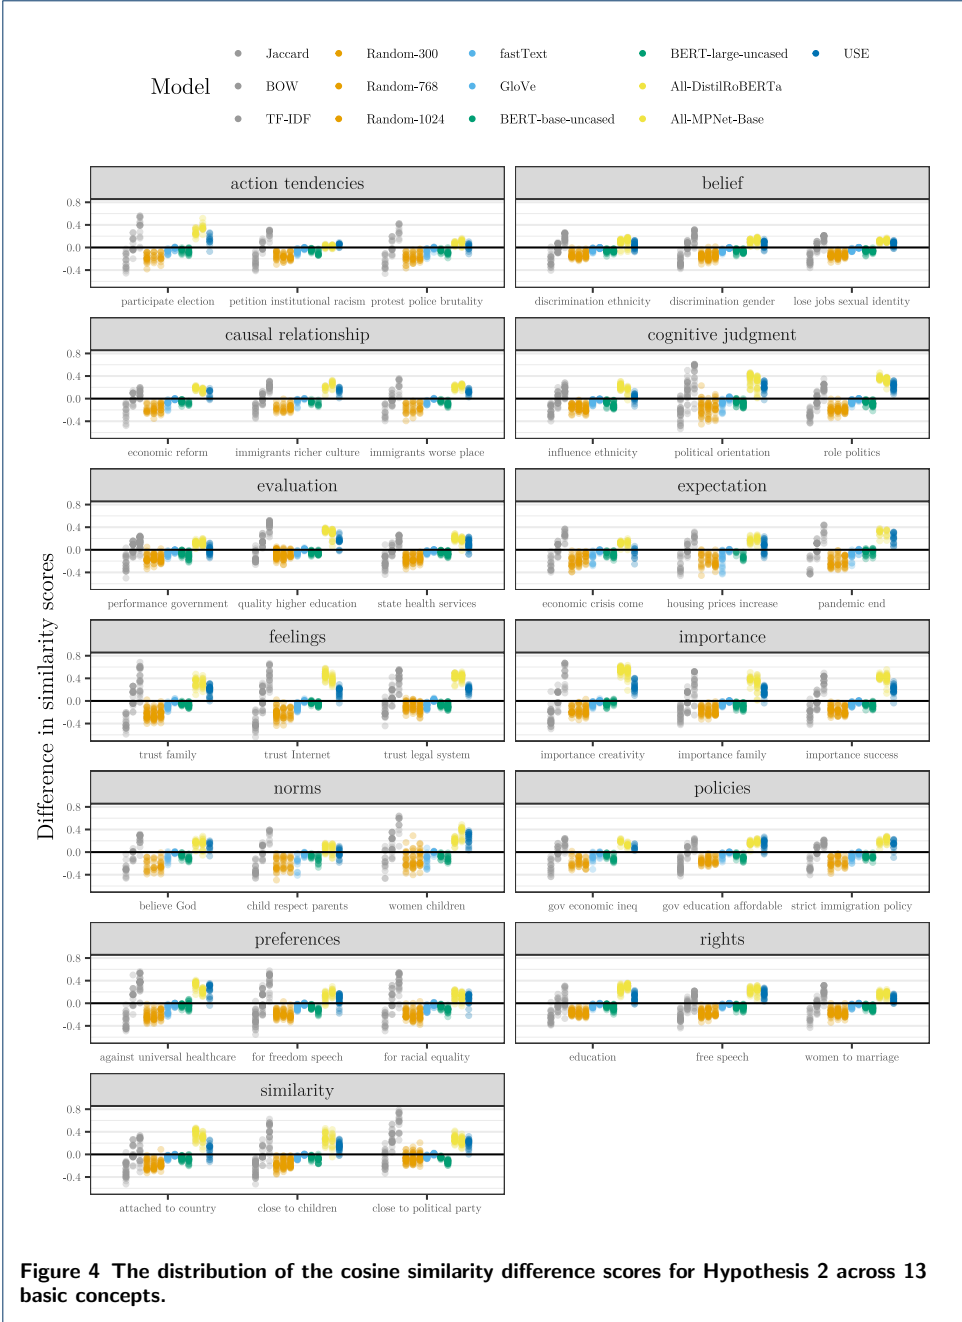 Model
Jaccard Random-300 fastText BERT-large-uncased USE
BOW Random-768 GloVe All-DistilRoBERTa
TF-IDF Random-1024 BERT-base-uncased All-MPNet-Base
Difference in similarity scores
action tendencies belief
0.8
0.4
0.0
-0.4
participate election petition institutional racism protest police brutality discrimination ethnicity discrimination gender lose jobs sexual identity
causal relationship cognitive judgment
0.8
0.4
0.0
-0.4
economic reform immigrants richer culture immigrants worse place influence ethnicity political orientation role politics
evaluation expectation
0.8
0.4
0.0
-0.4
performance government quality higher education state health services economic crisis come housing prices increase pandemic end
feelings importance
0.8
0.4
0.0
-0.4
trust family trust Internet trust legal system importance creativity importance family importance success
norms policies
0.8
0.4
0.0
-0.4
believe God child respect parents women children gov economic ineq gov education affordable strict immigration policy
preferences rights
0.8
0.4
0.0
-0.4
against universal healthcare for freedom speech for racial equality education free speech women to marriage
similarity
0.8
0.4
0.0
-0.4
attached to country close to children close to political party
Figure 4 The distribution of the cosine similarity difference scores for Hypothesis 2 across 13
basic concepts.